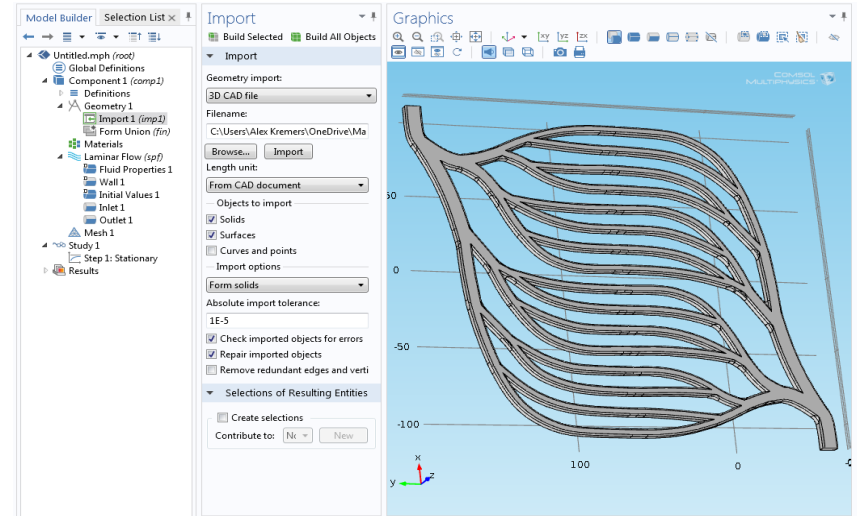 Model Builder Selection List ×
Untitled.mph (root)
Global Definitions
Component 1 (comp1)
Definitions
Geometry 1
Import 1 (imp1)
Form Union (fin)
Materials
Laminar Flow (spf)
Fluid Properties 1
Wall 1
Initial Values 1
Inlet 1
Outlet 1
Mesh 1
Study 1
Step 1: Stationary
Results
Import
Build Selected Build All Objects
Import
Geometry import:
3D CAD file
Filename:
C:\Users\Alex Kremers\OneDrive\Ma
Browse... Import
Length unit:
From CAD document
Objects to import
Solids
Surfaces
Curves and points
Import options
Form solids
Absolute import tolerance:
1E-5
Check imported objects for errors
Repair imported objects
Remove redundant edges and verti
Selections of Resulting Entities
Create selections
Contribute to: New
Graphics
xy yz zx
COMSOL
MULTIPHYSICS
50
0
-50
-100
100
0
x
y z